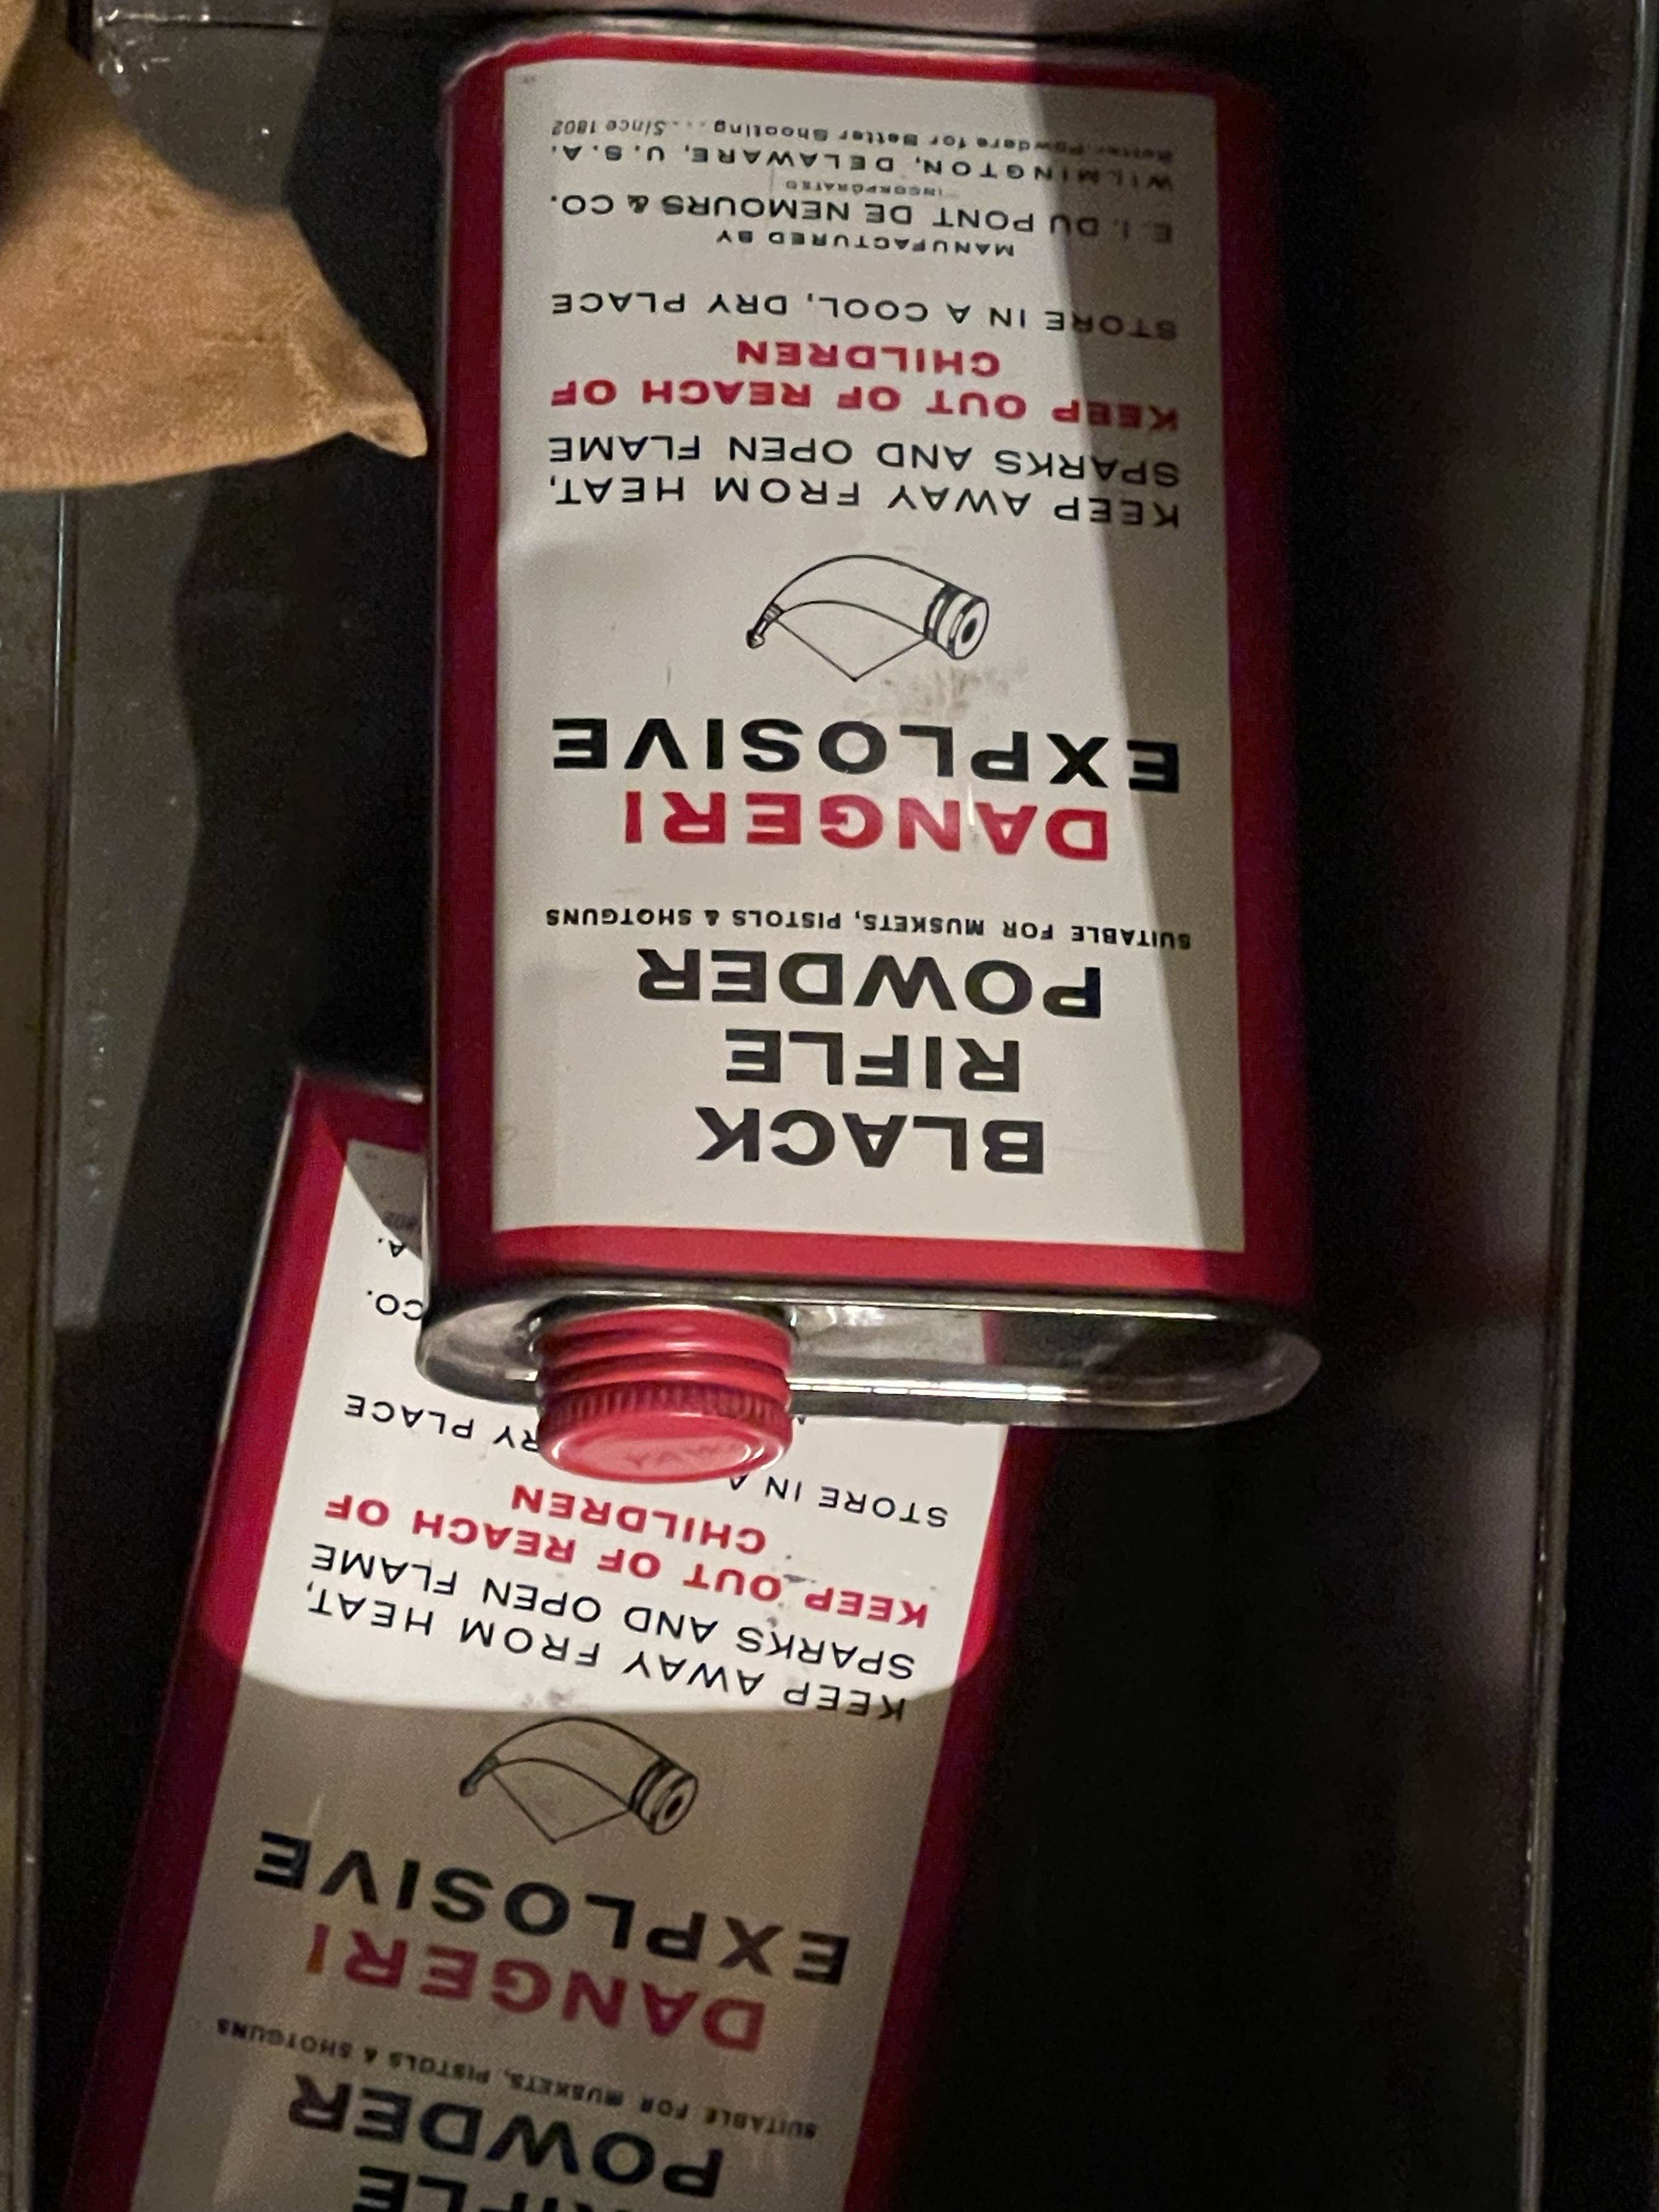 BLACK
RIFLE
POWDER
SUITABLE FOR MUSKETS, PISTOLS & SHOTGUNS
DANGER!
EXPLOSIVE
KEEP AWAY FROM HEAT,
SPARKS AND OPEN FLAME
KEEP OUT OF REACH OF
CHILDREN
STORE IN A COOL, DRY PLACE
MANUFACTURED BY
E. I. DU PONT DE NEMOURS & CO.
INCORPORATED
WILMINGTON, DELAWARE, U. S. A.
Better Powders for Better Shooting....Since 1802
RIFLE
POWDER
SUITABLE FOR MUSKETS, PISTOLS & SHOTGUNS
DANGER!
EXPLOSIVE
KEEP AWAY FROM HEAT,
SPARKS AND OPEN FLAME
KEEP OUT OF REACH OF
CHILDREN
STORE IN A RY PLACE
CO.
A.
802